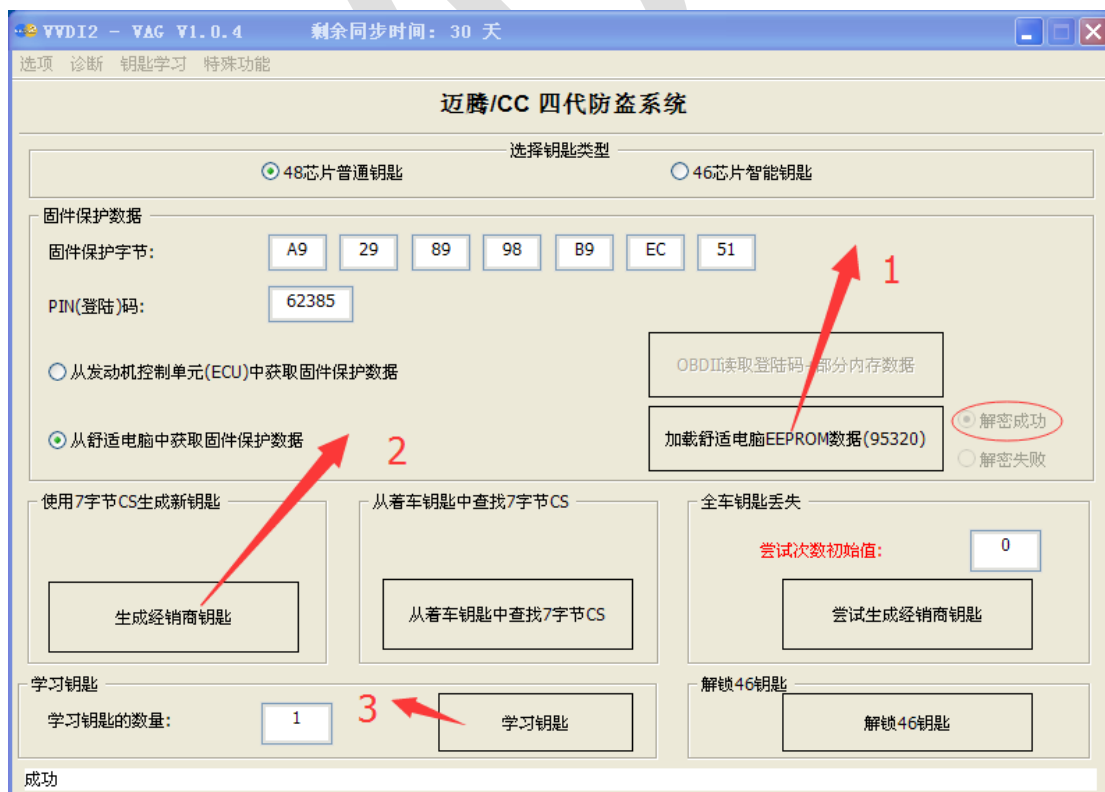 VVDI2 - VAG V1.0.4 剩余同步时间: 30 天
选项 诊断 钥匙学习 特殊功能
迈腾/CC 四代防盗系统
选择钥匙类型
48芯片普通钥匙 46芯片智能钥匙
固件保护数据
固件保护字节: A9 29 89 98 B9 EC 51
1
PIN(登陆)码: 62385
从发动机控制单元(ECU)中获取固件保护数据
OBDII读取登陆码+部分内存数据
从舒适电脑中获取固件保护数据
2
加载舒适电脑EEPROM数据(95320)
解密成功
解密失败
使用7字节CS生成新钥匙 从着车钥匙中查找7字节CS 全车钥匙丢失
尝试次数初始值: 0
生成经销商钥匙 从着车钥匙中查找7字节CS 尝试生成经销商钥匙
学习钥匙 解锁46钥匙
学习钥匙的数量: 1 3 学习钥匙 解锁46钥匙
成功